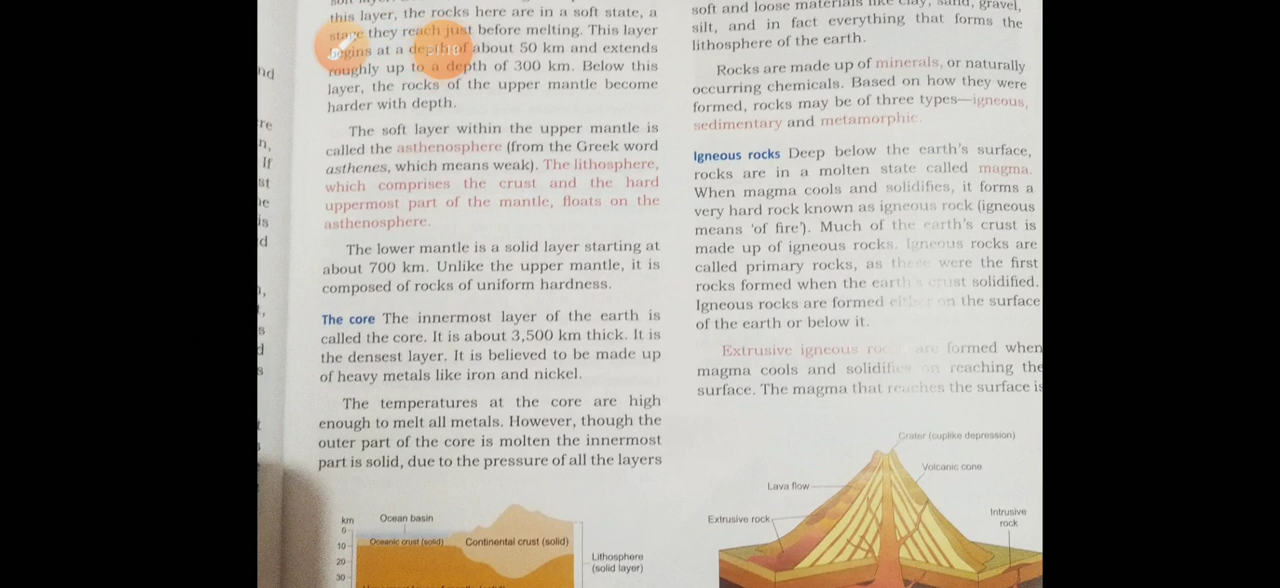 this layer, the rocks here are in a soft state, a
stage they reach just before melting. This layer
begins at a depth of about 50 km and extends
roughly up to a depth of 300 km. Below this
layer, the rocks of the upper mantle become
harder with depth.
The soft layer within the upper mantle is
called the asthenosphere (from the Greek word
asthenes, which means weak). The lithosphere,
which comprises the crust and the hard
uppermost part of the mantle, floats on the
asthenosphere.
The lower mantle is a solid layer starting at
about 700 km. Unlike the upper mantle, it is
composed of rocks of uniform hardness.
The core The innermost layer of the earth is
called the core. It is about 3,500 km thick. It is
the densest layer. It is believed to be made up
of heavy metals like iron and nickel.
The temperatures at the core are high
enough to melt all metals. However, though the
outer part of the core is molten the innermost
part is solid, due to the pressure of all the layers
km
Ocean basin
0
Oceanic crust (solid)
Continental crust (solid)
10
20
30
Lithosphere
(solid layer)
soft and loose materials like clay, sand, gravel,
silt, and in fact everything that forms the
lithosphere of the earth.
Rocks are made up of minerals, or naturally
occurring chemicals. Based on how they were
formed, rocks may be of three types—igneous,
sedimentary and metamorphic.
Igneous rocks Deep below the earth's surface,
rocks are in a molten state called magma.
When magma cools and solidifies, it forms a
very hard rock known as igneous rock (igneous
means 'of fire'). Much of the earth's crust is
made up of igneous rocks. Igneous rocks are
called primary rocks, as these were the first
rocks formed when the earth's crust solidified.
Igneous rocks are formed either on the surface
of the earth or below it.
Extrusive igneous are formed when
magma cools and solidifies on reaching the
surface. The magma that reaches the surface is
Crater (cuplike depression)
Volcanic cone
Lava flow
Extrusive rock
Intrusive
rock
nd
re
n,
If
st
is
d